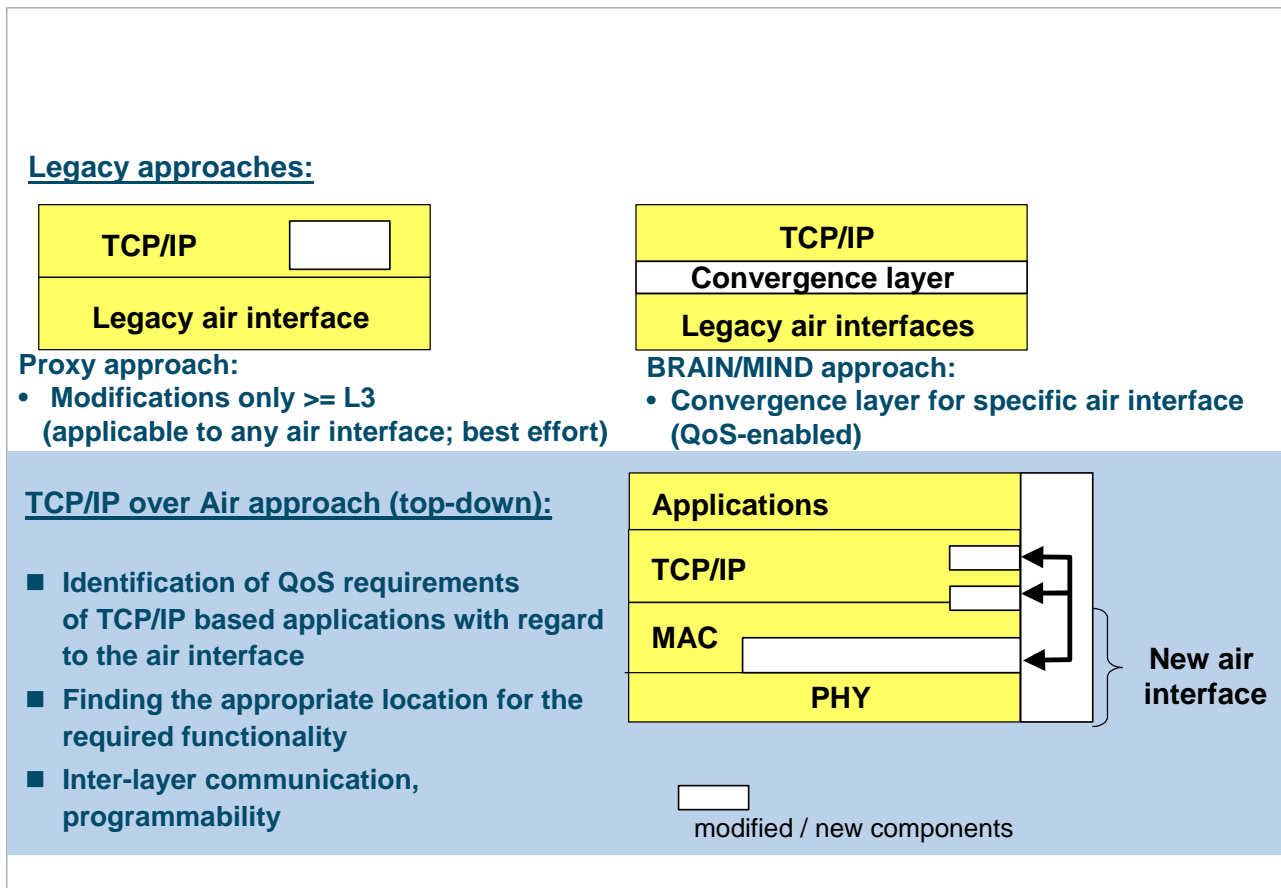 Legacy approaches:
TCP/IP
Legacy air interface
Proxy approach:
• Modifications only >= L3
(applicable to any air interface; best effort)
TCP/IP
Convergence layer
Legacy air interfaces
BRAIN/MIND approach:
• Convergence layer for specific air interface
(QoS-enabled)
TCP/IP over Air approach (top-down):
■ Identification of QoS requirements
of TCP/IP based applications with regard
to the air interface
■ Finding the appropriate location for the
required functionality
■ Inter-layer communication,
programmability
Applications
TCP/IP
MAC
PHY
New air
interface
modified / new components